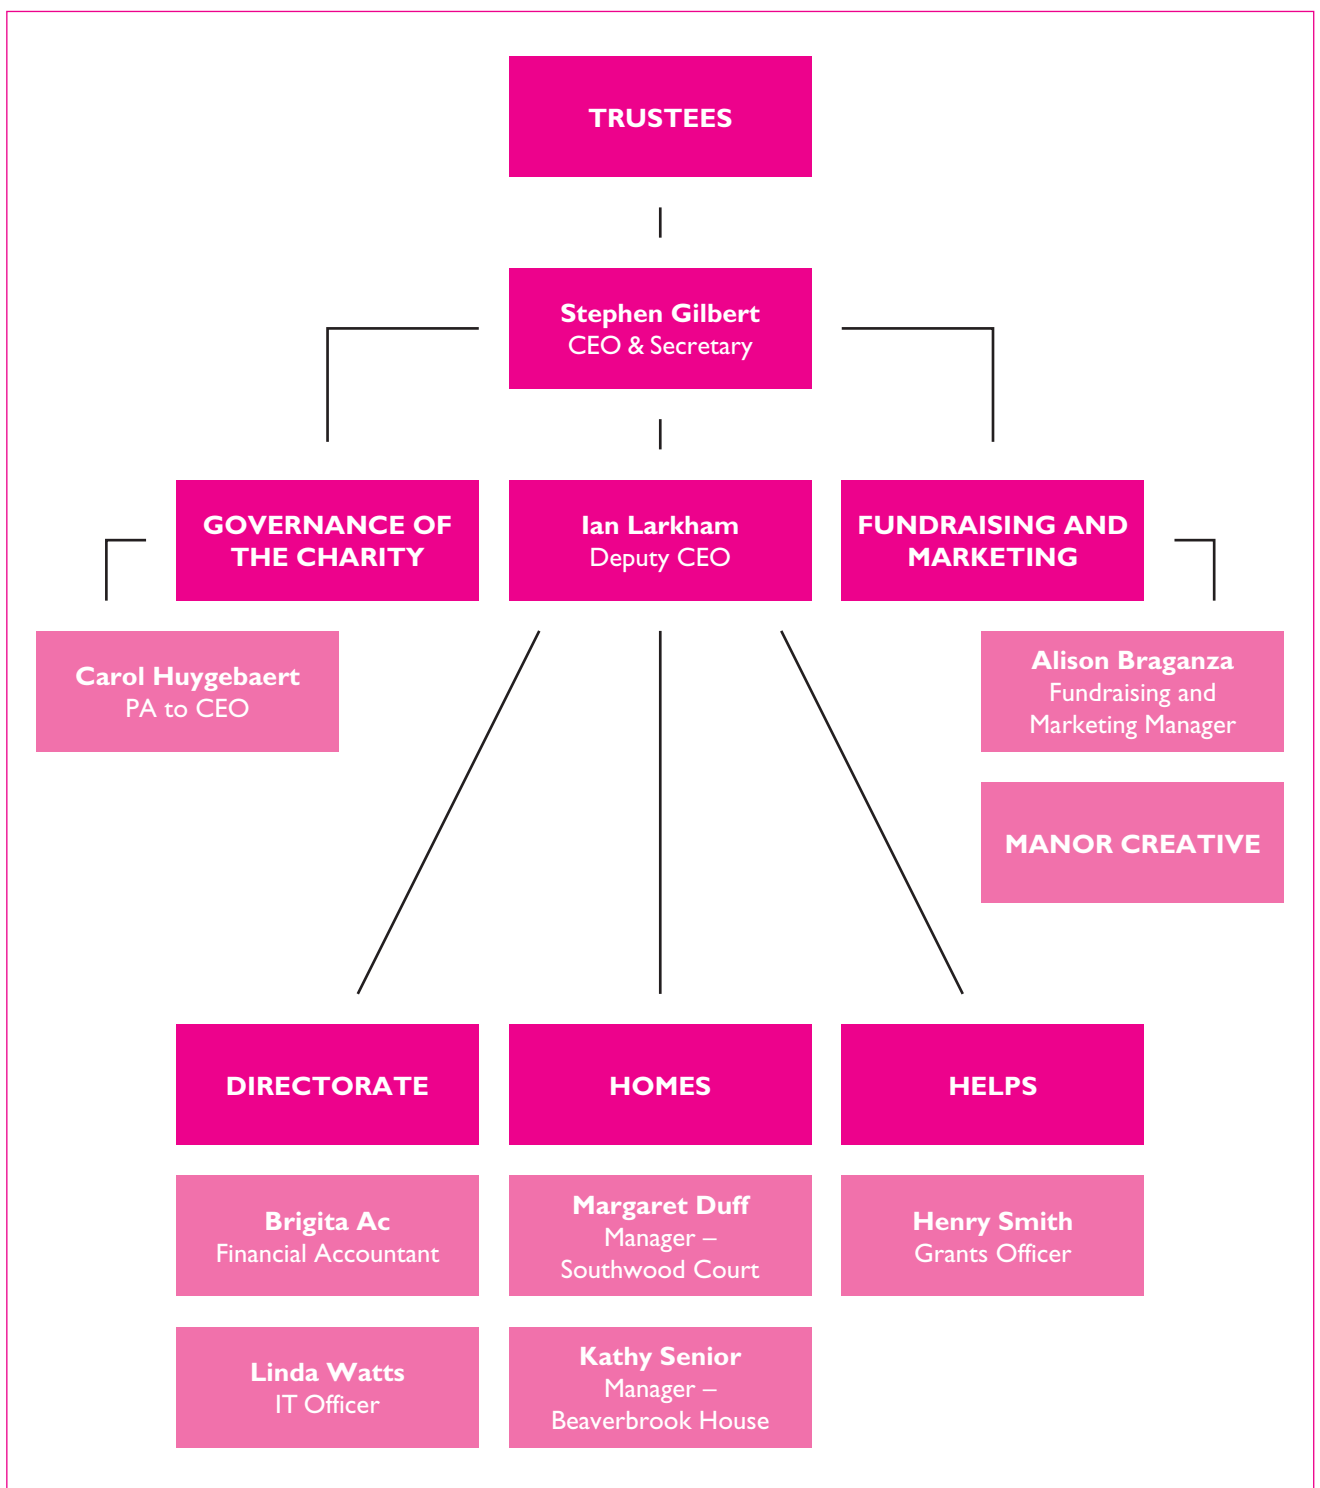 TRUSTEES
Stephen Gilbert
CEO & Secretary
GOVERNANCE OF
THE CHARITY
Ian Larkham
Deputy CEO
FUNDRAISING AND
MARKETING
Carol Huygebaert
PA to CEO
Alison Braganza
Fundraising and
Marketing Manager
MANOR CREATIVE
DIRECTORATE
HOMES
HELPS
Brigita Ac
Financial Accountant
Margaret Duff
Manager –
Southwood Court
Henry Smith
Grants Officer
Linda Watts
IT Officer
Kathy Senior
Manager –
Beaverbrook House